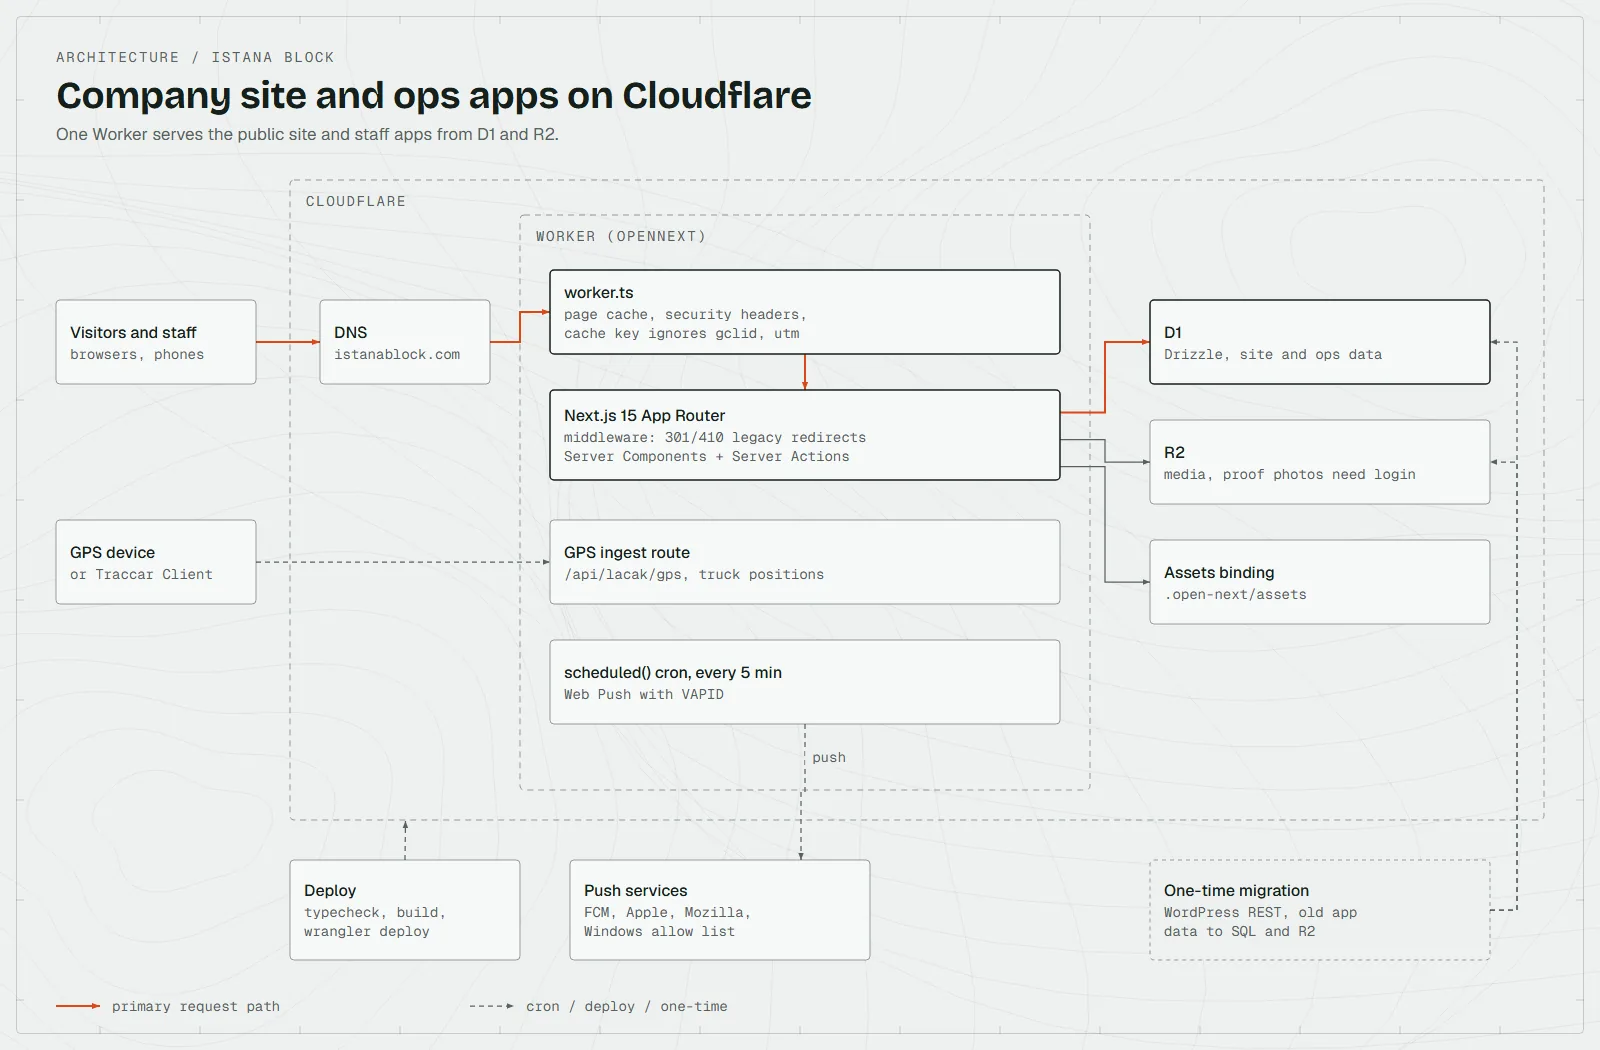 ARCHITECTURE / ISTANA BLOCK
Company site and ops apps on Cloudflare
One Worker serves the public site and staff apps from D1 and R2.
CLOUDFLARE
WORKER (OPENNEXT)
worker.ts
page cache, security headers,
cache key ignores gclid, utm
Visitors and staff
browsers, phones
DNS
istanablock.com
D1
Drizzle, site and ops data
Next.js 15 App Router
middleware: 301/410 legacy redirects
Server Components + Server Actions
R2
media, proof photos need login
GPS device
or Traccar Client
GPS ingest route
/api/lacak/gps, truck positions
Assets binding
.open-next/assets
scheduled() cron, every 5 min
Web Push with VAPID
push
Deploy
typecheck, build,
wrangler deploy
Push services
FCM, Apple, Mozilla,
Windows allow list
One-time migration
WordPress REST, old app
data to SQL and R2
primary request path
cron / deploy / one-time